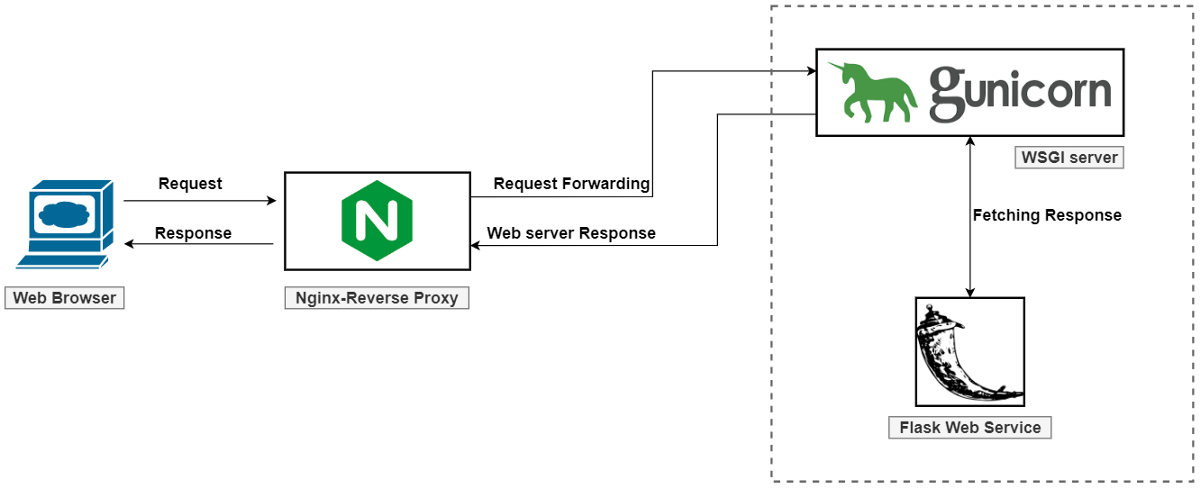 gunicorn
WSGI server
Request
Request Forwarding
N
Fetching Response
Response
Web server Response
Web Browser
Nginx-Reverse Proxy
Flask Web Service